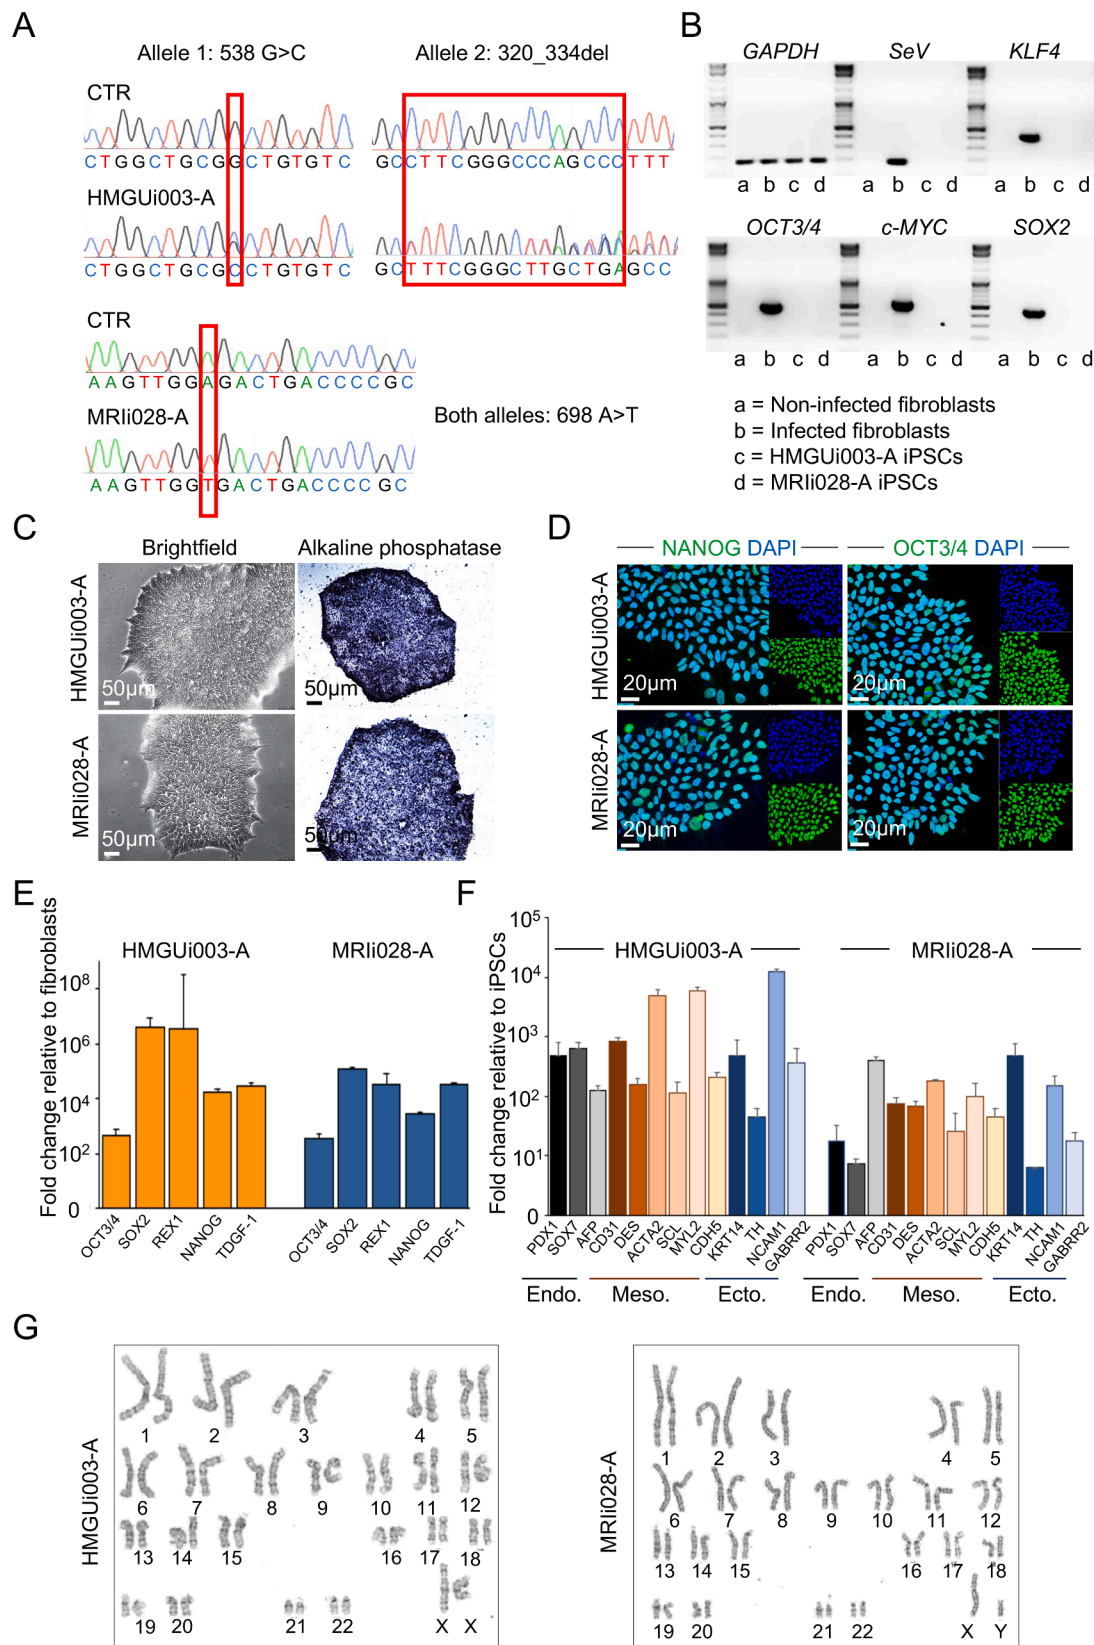 A
Allele 1: 538 G>C
Allele 2: 320_334del
CTR
CTGGCTGCGGCTGTGTC
GCCTTCGGGCCCAGCCCTTT
HMGUi003-A
CTGGCTGCGCCTGTGTC
GCTTTCGGGCTTGCTGAGCC
CTR
AAGTTGGAGACTGACCCCGC
MRIi028-A
Both alleles: 698 A>T
AAGTTGGTGACTGACCCCGC
B
GAPDH SeV KLF4
a b c d a b c d a b c d
OCT3/4 c-MYC SOX2
a b c d a b c d a b c d
a = Non-infected fibroblasts
b = Infected fibroblasts
c = HMGUi003-A iPSCs
d = MRIi028-A iPSCs
C
Brightfield Alkaline phosphatase
HMGUi003-A
50µm 50µm
MRIi028-A
50µm 50µm
D
NANOG DAPI OCT3/4 DAPI
HMGUi003-A
20µm 20µm
MRIi028-A
20µm 20µm
E
Fold change relative to fibroblasts
HMGUi003-A MRIi028-A
10⁸
10⁶
10⁴
10²
0
OCT3/4 SOX2 REX1 NANOG TDGF-1 OCT3/4 SOX2 REX1 NANOG TDGF-1
F
Fold change relative to iPSCs
HMGUi003-A MRIi028-A
10⁵
10⁴
10³
10²
10¹
0
PDX1 SOX7 AFP CD31 DES ACTA2 SCL MYL2 CDH5 KRT14 TH NCAM1 GABRR2 PDX1 SOX7 AFP CD31 DES ACTA2 SCL MYL2 CDH5 KRT14 TH NCAM1 GABRR2
Endo. Meso. Ecto. Endo. Meso. Ecto.
G
HMGUi003-A
1 2 3 4 5
6 7 8 9 10 11 12
13 14 15 16 17 18
19 20 21 22 X X
MRIi028-A
1 2 3 4 5
6 7 8 9 10 11 12
13 14 15 16 17 18
19 20 21 22 X Y